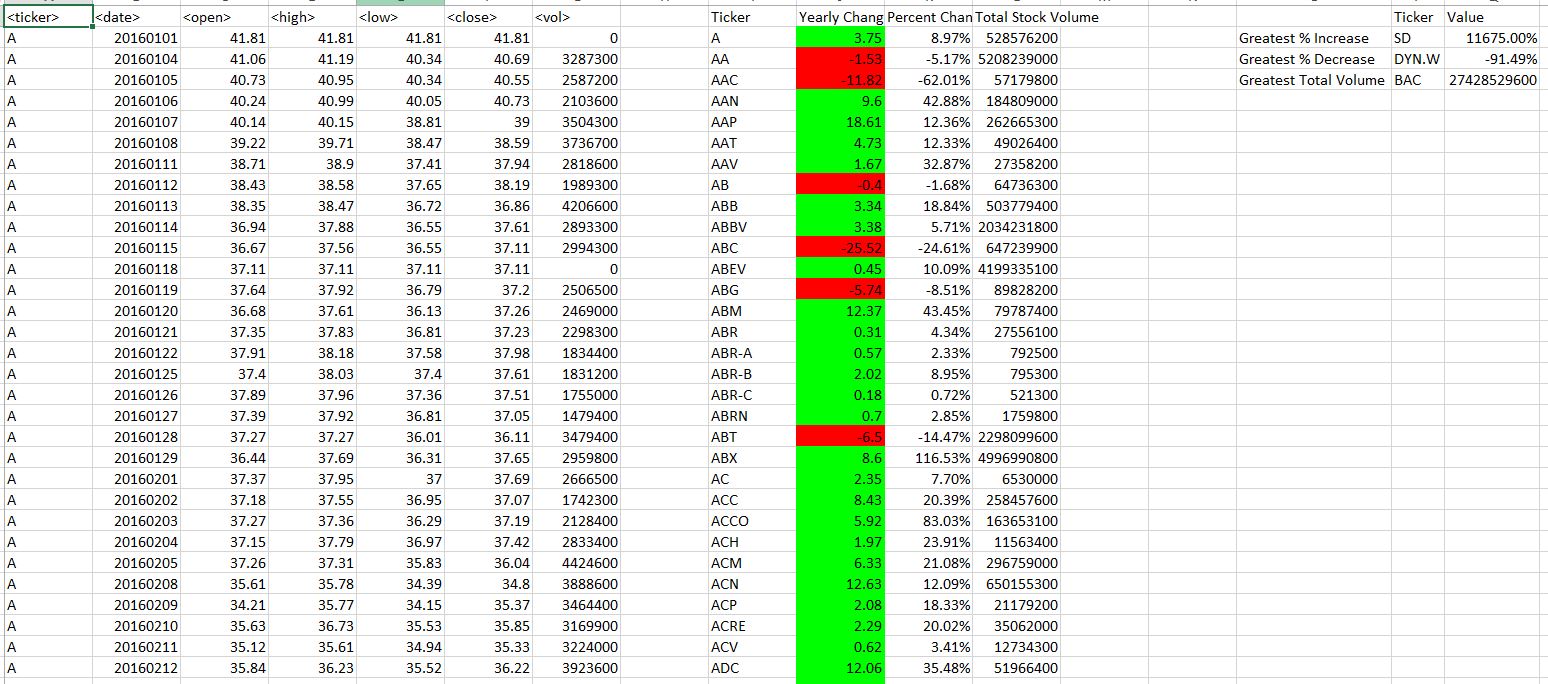 <ticker> <date> <open> <high> <low> <close> <vol> Ticker Yearly Chang Percent Chan Total Stock Volume Ticker Value
A 20160101 41.81 41.81 41.81 41.81 0 A 3.75 8.97% 528576200 Greatest % Increase SD 11675.00%
A 20160104 41.06 41.19 40.34 40.69 3287300 AA -1.53 -5.17% 5208239000 Greatest % Decrease DYN.W -91.49%
A 20160105 40.73 40.95 40.34 40.55 2587200 AAC -11.82 -62.01% 57179800 Greatest Total Volume BAC 27428529600
A 20160106 40.24 40.99 40.05 40.73 2103600 AAN 9.6 42.88% 184809000
A 20160107 40.14 40.15 38.81 39 3504300 AAP 18.61 12.36% 262665300
A 20160108 39.22 39.71 38.47 38.59 3736700 AAT 4.73 12.33% 49026400
A 20160111 38.71 38.9 37.41 37.94 2818600 AAV 1.67 32.87% 27358200
A 20160112 38.43 38.58 37.65 38.19 1989300 AB -0.4 -1.68% 64736300
A 20160113 38.35 38.47 36.72 36.86 4206600 ABB 3.34 18.84% 503779400
A 20160114 36.94 37.88 36.55 37.61 2893300 ABBV 3.38 5.71% 2034231800
A 20160115 36.67 37.56 36.55 37.11 2994300 ABC -25.52 -24.61% 647239900
A 20160118 37.11 37.11 37.11 37.11 0 ABEV 0.45 10.09% 4199335100
A 20160119 37.64 37.92 36.79 37.2 2506500 ABG -5.74 -8.51% 89828200
A 20160120 36.68 37.61 36.13 37.26 2469000 ABM 12.37 43.45% 79787400
A 20160121 37.35 37.83 36.81 37.23 2298300 ABR 0.31 4.34% 27556100
A 20160122 37.91 38.18 37.58 37.98 1834400 ABR-A 0.57 2.33% 792500
A 20160125 37.4 38.03 37.4 37.61 1831200 ABR-B 2.02 8.95% 795300
A 20160126 37.89 37.96 37.36 37.51 1755000 ABR-C 0.18 0.72% 521300
A 20160127 37.39 37.92 36.81 37.05 1479400 ABRN 0.7 2.85% 1759800
A 20160128 37.27 37.27 36.01 36.11 3479400 ABT -6.5 -14.47% 2298099600
A 20160129 36.44 37.69 36.31 37.65 2959800 ABX 8.6 116.53% 4996990800
A 20160201 37.37 37.95 37 37.69 2666500 AC 2.35 7.70% 6530000
A 20160202 37.18 37.55 36.95 37.07 1742300 ACC 8.43 20.39% 258457600
A 20160203 37.27 37.36 36.29 37.19 2128400 ACCO 5.92 83.03% 163653100
A 20160204 37.15 37.79 36.97 37.42 2833400 ACH 1.97 23.91% 11563400
A 20160205 37.26 37.31 35.83 36.04 4424600 ACM 6.33 21.08% 296759000
A 20160208 35.61 35.78 34.39 34.8 3888600 ACN 12.63 12.09% 650155300
A 20160209 34.21 35.77 34.15 35.37 3464400 ACP 2.08 18.33% 21179200
A 20160210 35.63 36.73 35.53 35.85 3169900 ACRE 2.29 20.02% 35062000
A 20160211 35.12 35.61 34.94 35.33 3224000 ACV 0.62 3.41% 12734300
A 20160212 35.84 36.23 35.52 36.22 3923600 ADC 12.06 35.48% 51966400